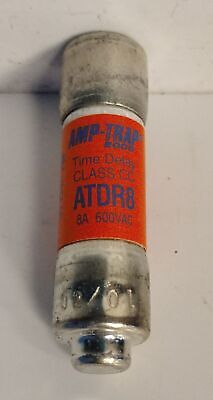 AMP-TRAP
2000
Time Delay
CLASS CC
ATDR8
8A 600VAC